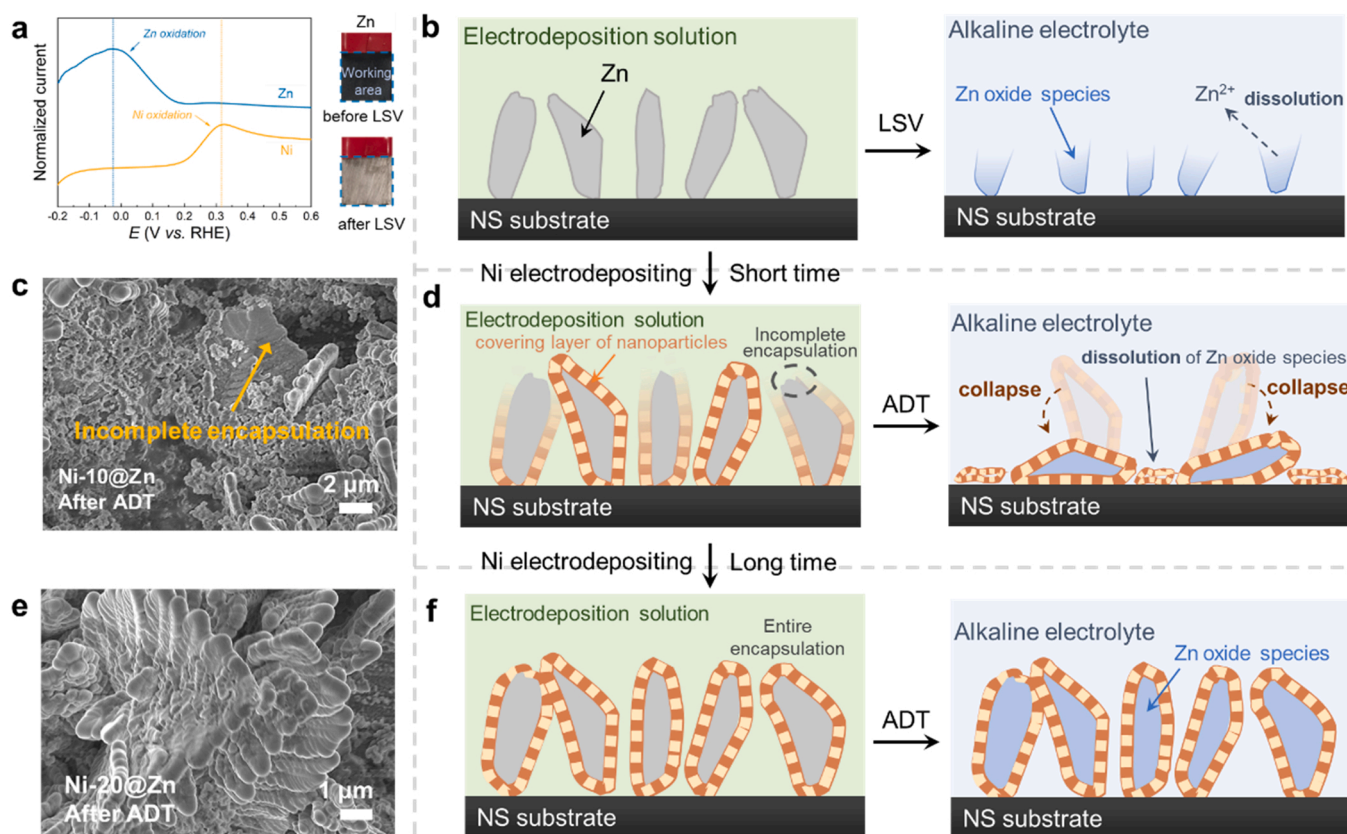 a
Zn oxidation
Ni oxidation
Zn
Ni
Normalized current
-0.2 -0.1 0.0 0.1 0.2 0.3 0.4 0.5 0.6
E (V vs. RHE)
Zn
Working
area
before LSV
after LSV
b
Electrodeposition solution
Zn
NS substrate
LSV
Alkaline electrolyte
Zn oxide species
Zn2+
dissolution
NS substrate
Ni electrodepositing
Short time
c
Incomplete encapsulation
Ni-10@Zn
After ADT
2 μm
d
Electrodeposition solution
covering layer of nanoparticles
Incomplete
encapsulation
NS substrate
ADT
Alkaline electrolyte
dissolution of Zn oxide species
collapse
collapse
NS substrate
Ni electrodepositing
Long time
e
Ni-20@Zn
After ADT
1 μm
f
Electrodeposition solution
Entire
encapsulation
NS substrate
ADT
Alkaline electrolyte
Zn oxide species
NS substrate